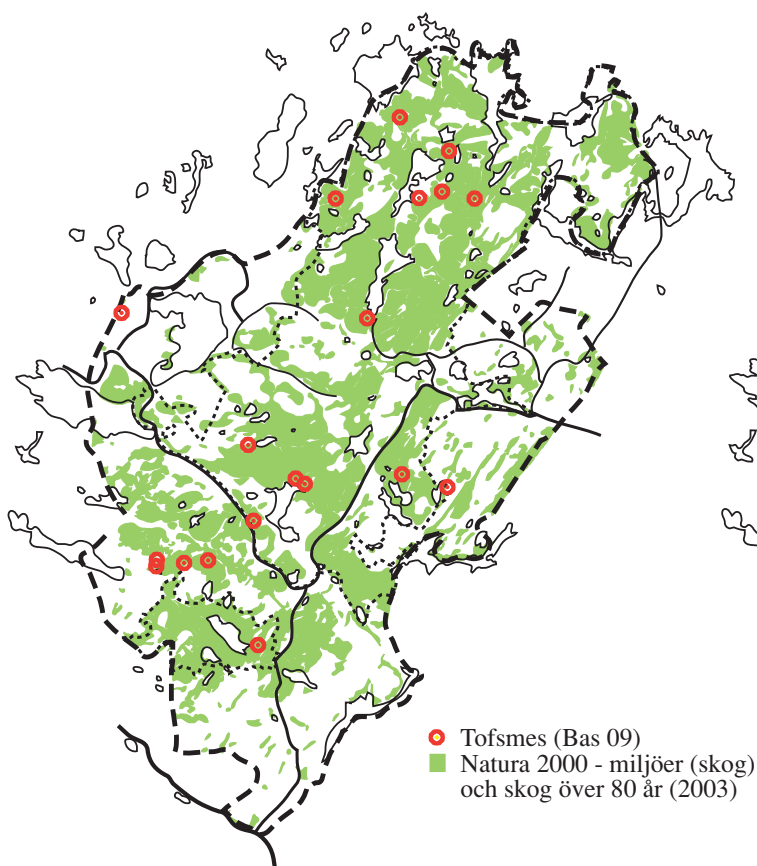 Tofsmes (Bas 09)
Natura 2000 - miljöer (skog)
och skog över 80 år (2003)